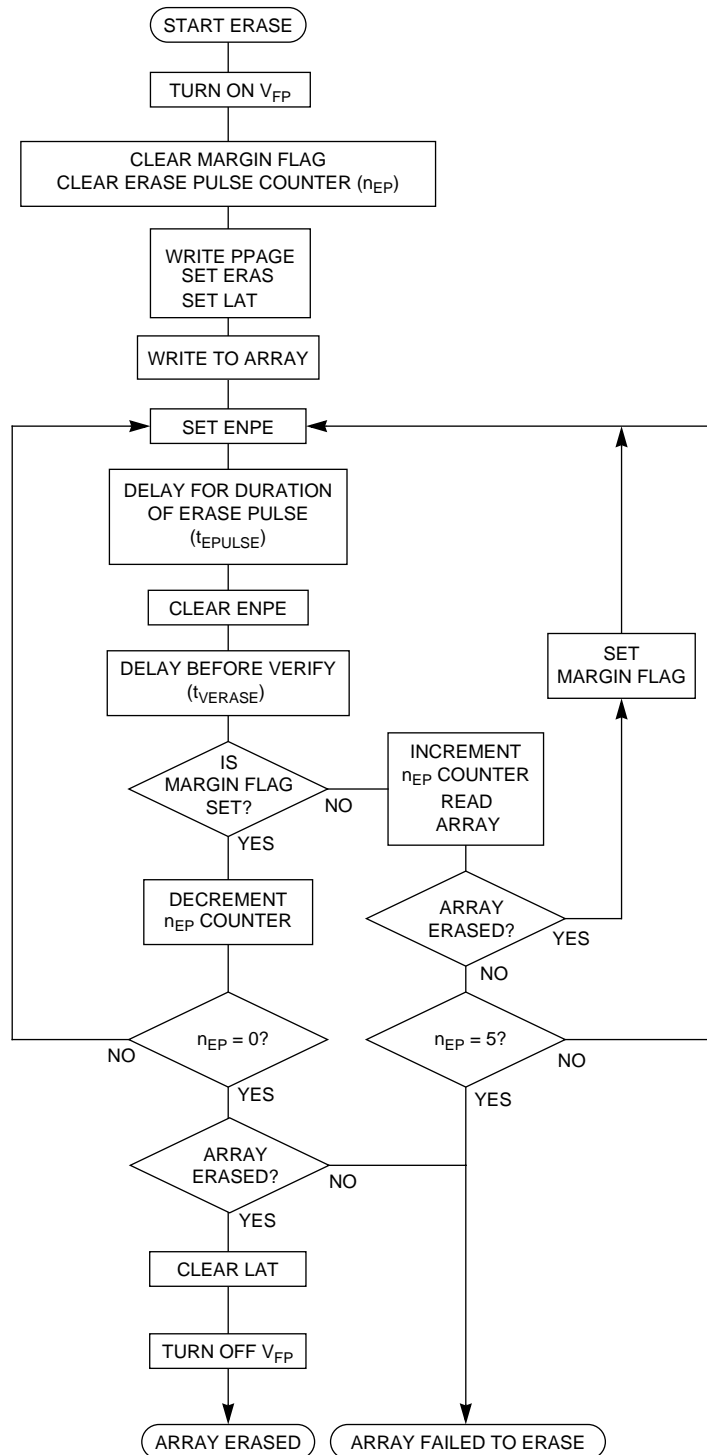 START ERASE
TURN ON VFP
CLEAR MARGIN FLAG
CLEAR ERASE PULSE COUNTER (nEP)
WRITE PPAGE
SET ERAS
SET LAT
WRITE TO ARRAY
SET ENPE
DELAY FOR DURATION
OF ERASE PULSE
(tEPULSE)
CLEAR ENPE
DELAY BEFORE VERIFY
(tVERASE)
SET
MARGIN FLAG
IS
MARGIN FLAG
SET?
NO
YES
INCREMENT
nEP COUNTER
READ
ARRAY
DECREMENT
nEP COUNTER
ARRAY
ERASED?
YES
NO
nEP = 0?
NO
YES
nEP = 5?
NO
YES
ARRAY
ERASED?
NO
YES
CLEAR LAT
TURN OFF VFP
ARRAY ERASED
ARRAY FAILED TO ERASE